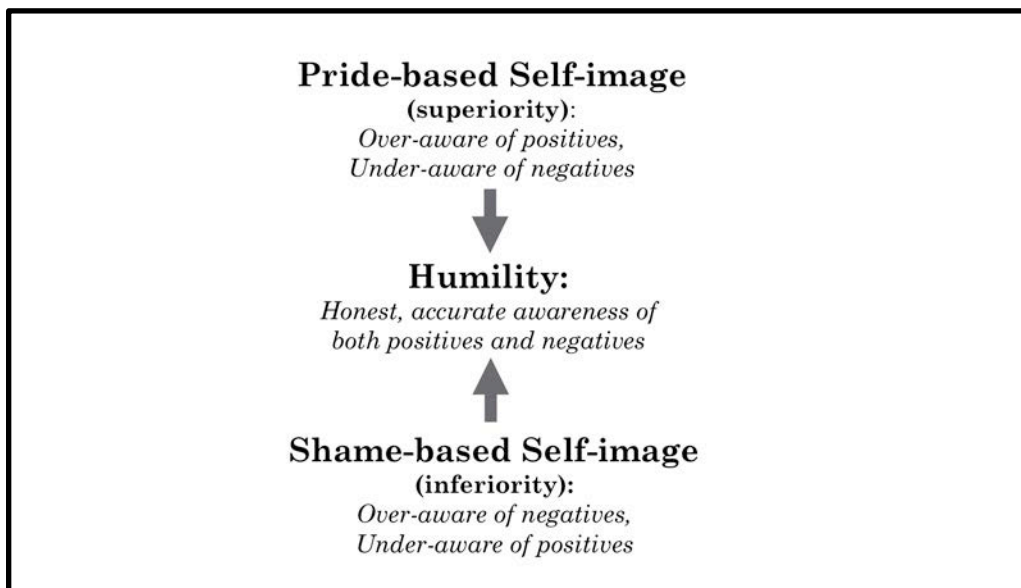 Pride-based Self-image
(superiority):
Over-aware of positives,
Under-aware of negatives
Humility:
Honest, accurate awareness of
both positives and negatives
Shame-based Self-image
(inferiority):
Over-aware of negatives,
Under-aware of positives